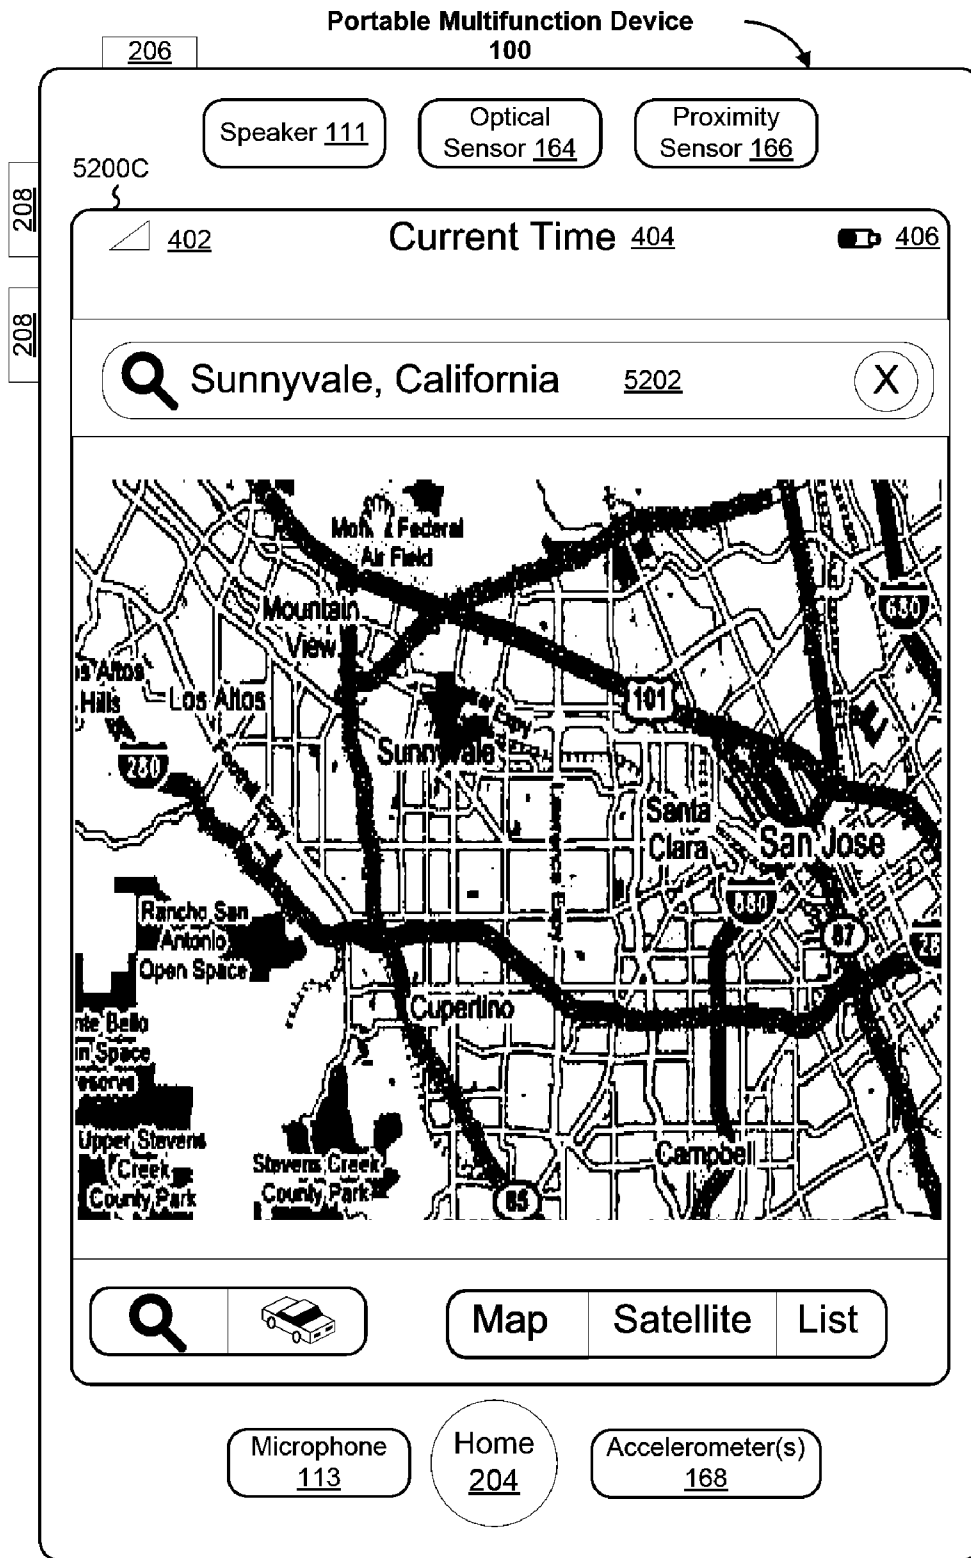 Portable Multifunction Device
100
206
Speaker 111
Optical
Sensor 164
Proximity
Sensor 166
5200C
208
208
402
Current Time 404
406
Sunnyvale, California 5202
X
Federal
Air Field
Mountain
View
680
Los Altos
Hills
Los Altos
101
280
Sunnyvale
Santa
Clara
San Jose
880
87
Rancho San
Antonio
Open Space
Cupertino
Upper Stevens
Creek
County Park
Stevens Creek
County Park
85
Campbell
Map
Satellite
List
Microphone
113
Home
204
Accelerometer(s)
168